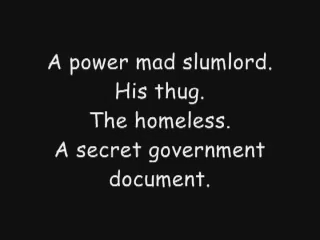 A power mad slumlord.
His thug.
The homeless.
A secret government
document.